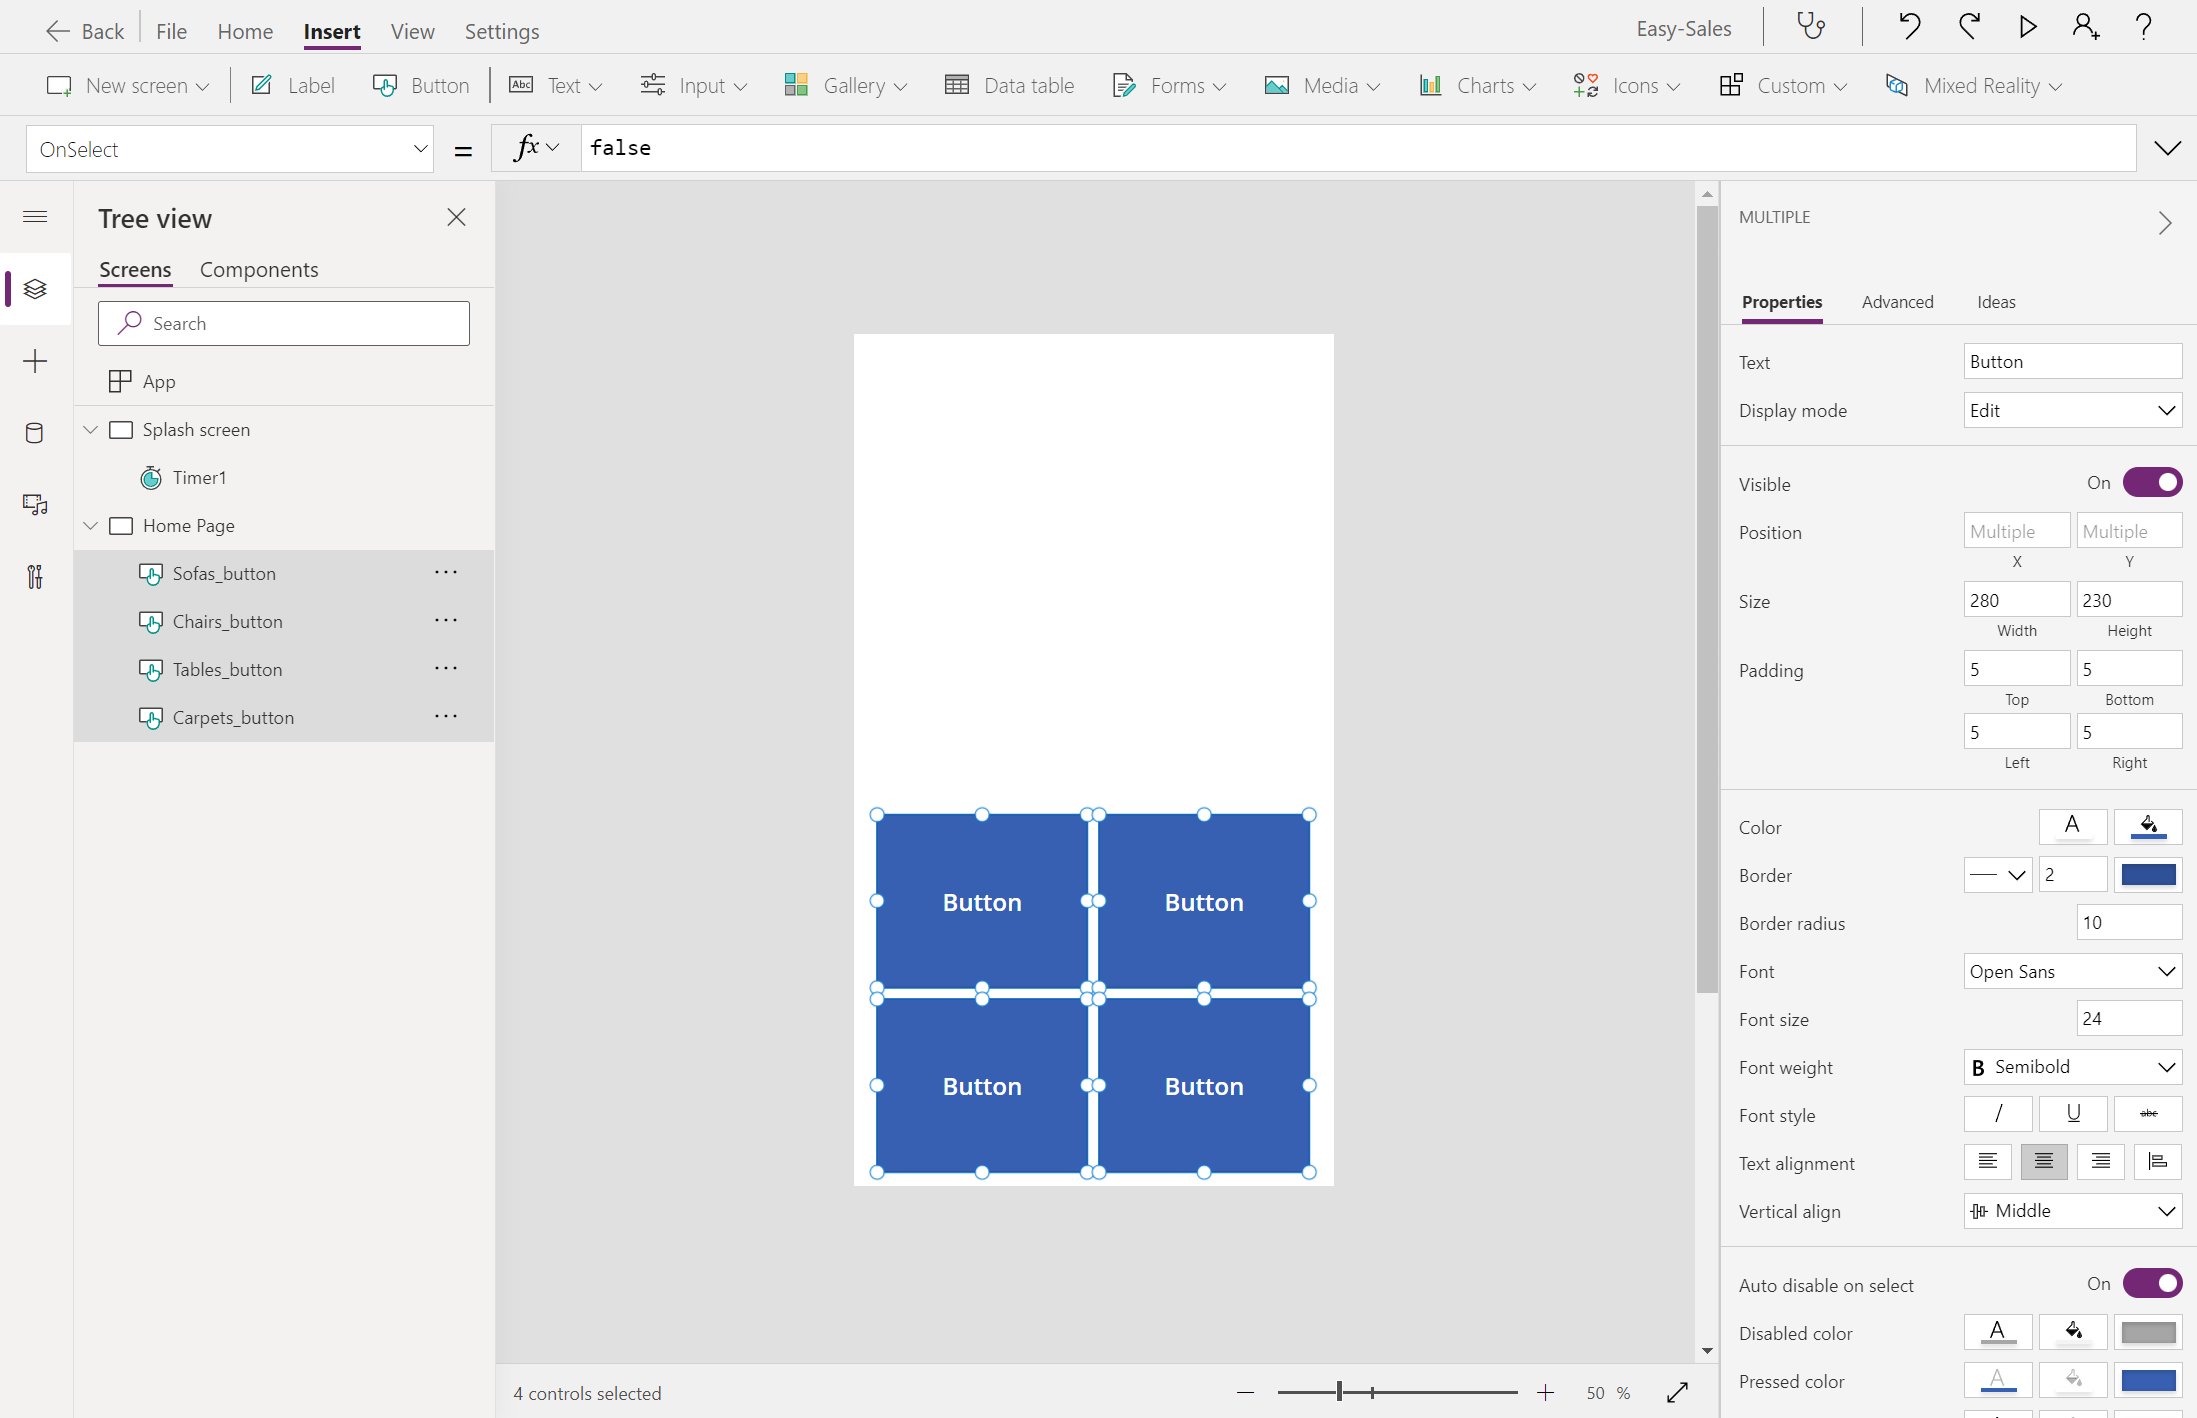 Back File Home Insert View Settings Easy-Sales
New screen Label Button Abc Text Input Gallery Data table Forms Media Charts Icons Custom Mixed Reality
OnSelect = fx false
Tree view
Screens Components
Search
App
Splash screen
Timer1
Home Page
Sofas_button
Chairs_button
Tables_button
Carpets_button
Button Button
Button Button
4 controls selected
50 %
MULTIPLE
Properties Advanced Ideas
Text Button
Display mode Edit
Visible On
Position Multiple Multiple
X Y
Size 280 230
Width Height
Padding 5 5
Top Bottom
5 5
Left Right
Color A
Border 2
Border radius 10
Font Open Sans
Font size 24
Font weight B Semibold
Font style / U abc
Text alignment
Vertical align Middle
Auto disable on select On
Disabled color A
Pressed color A